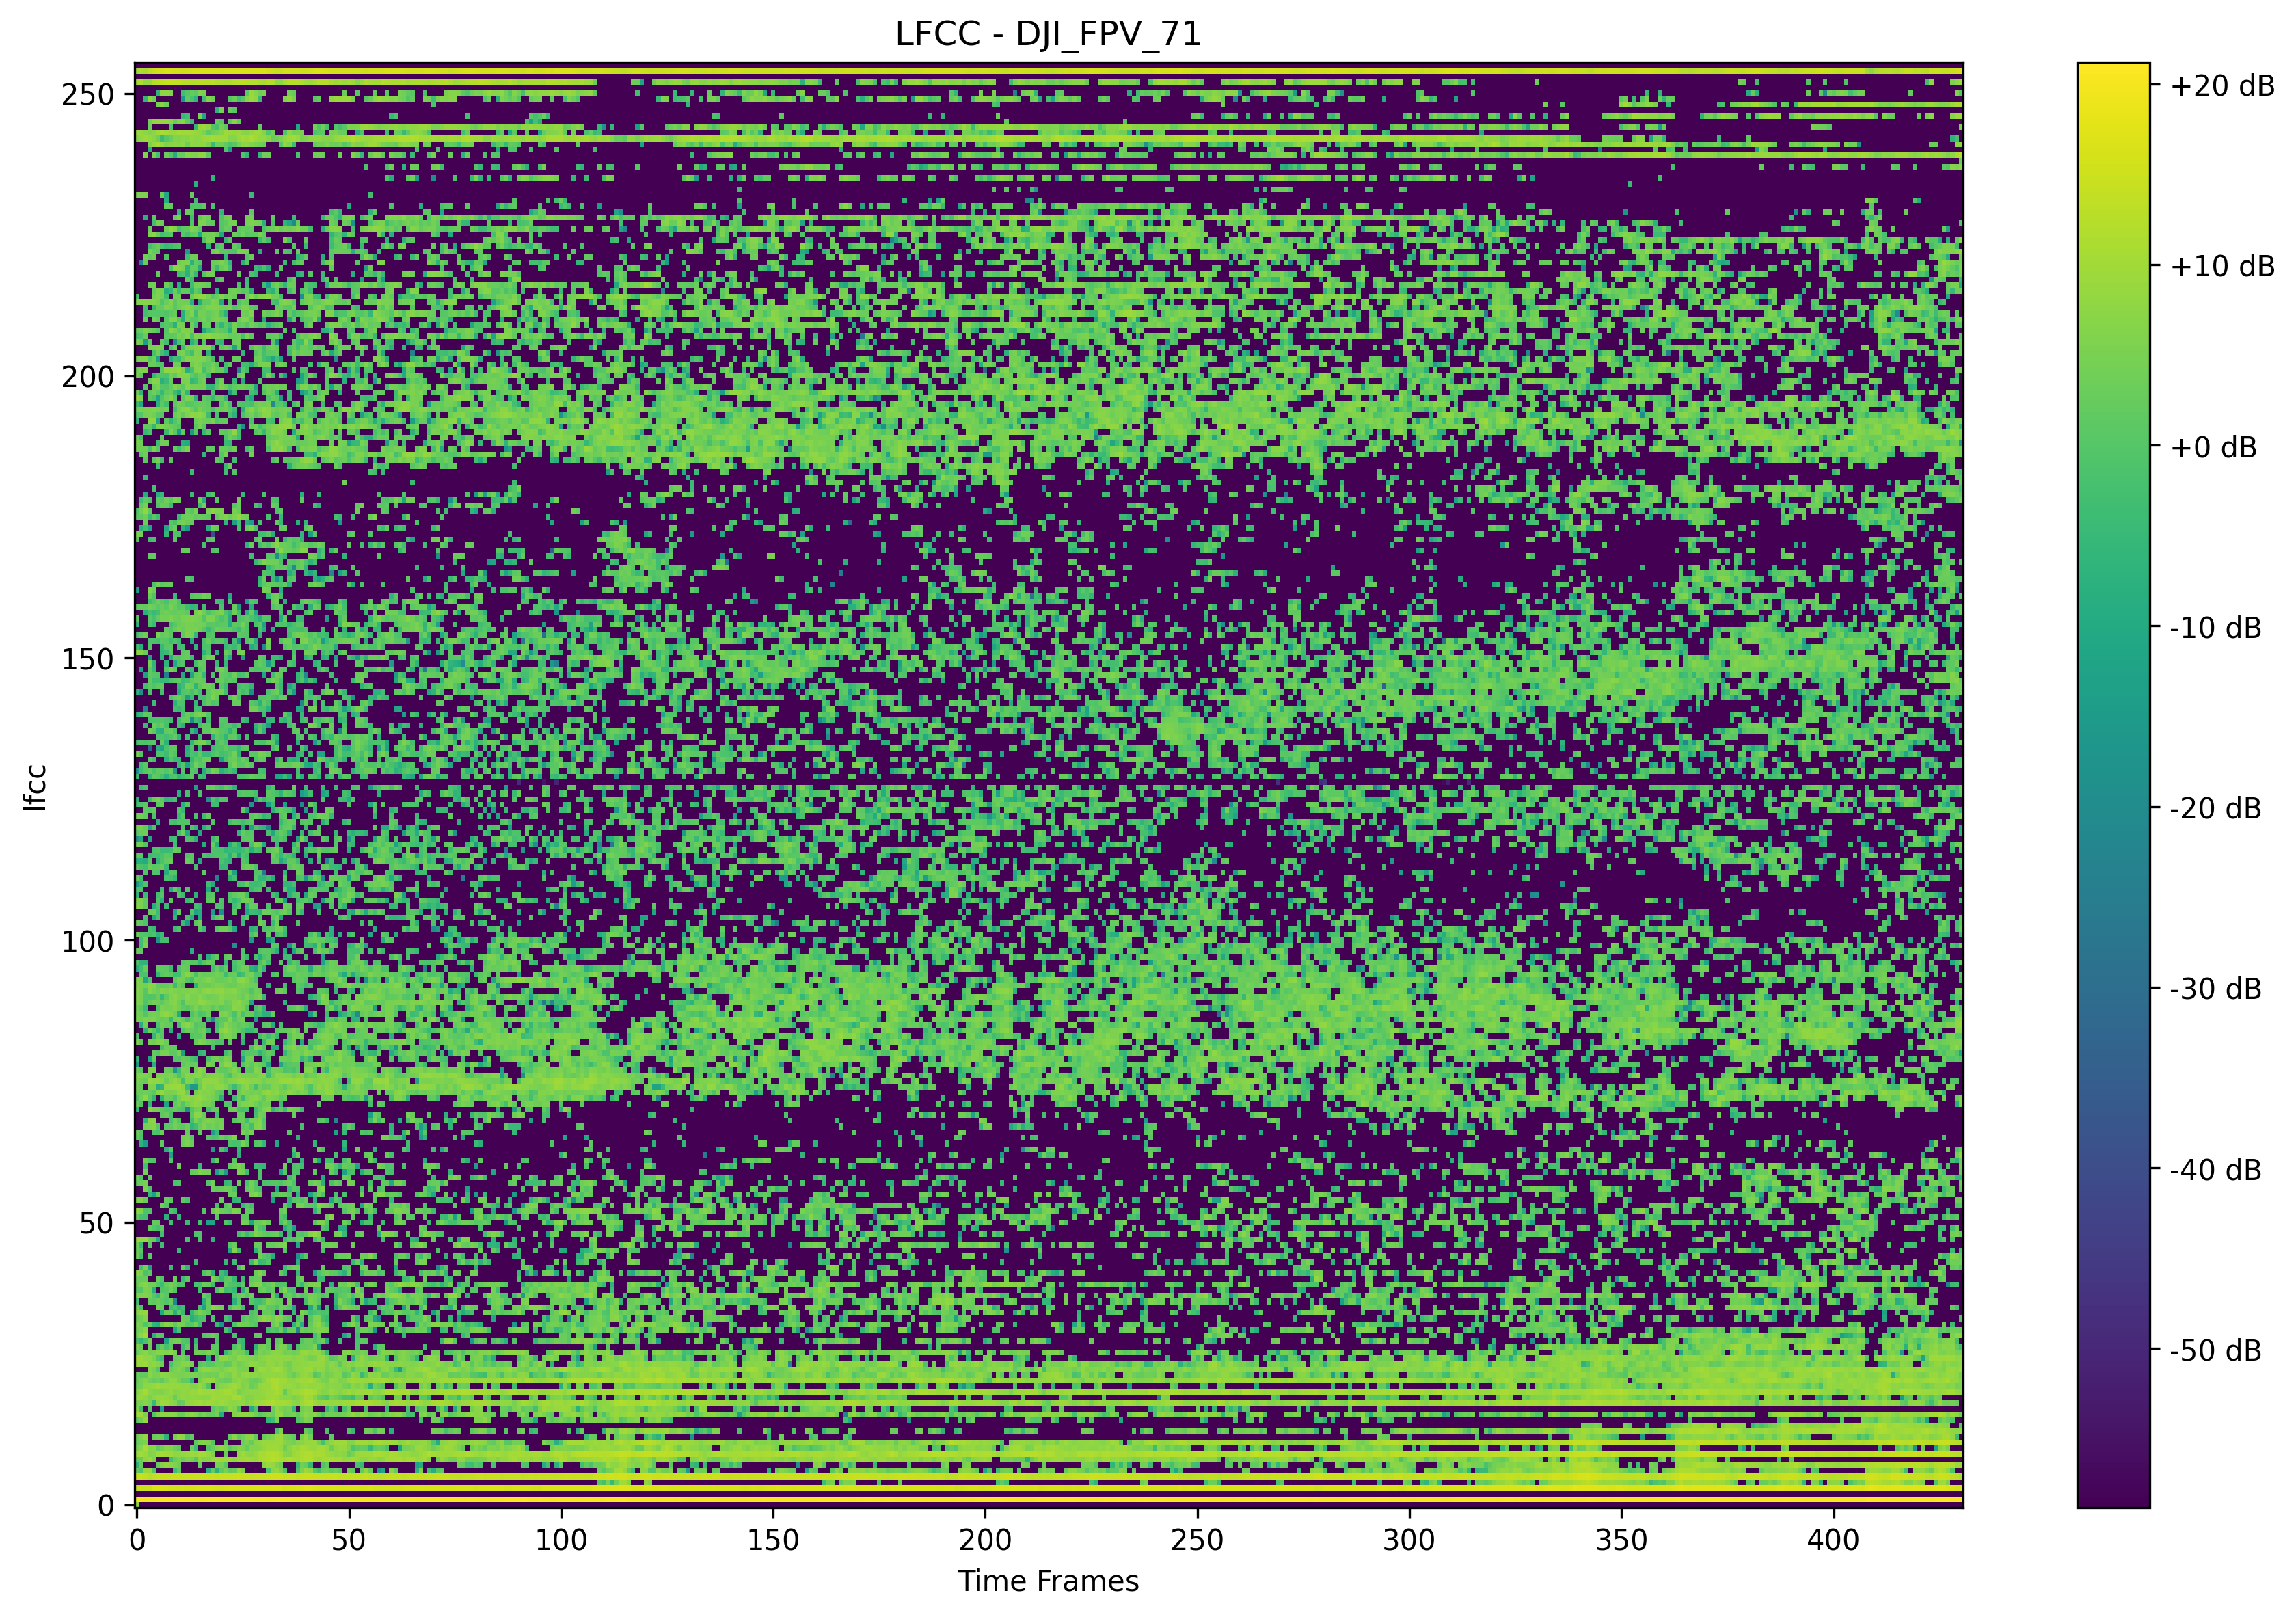 LFCC - DJI_FPV_71
lfcc
250
200
150
100
50
0
0 50 100 150 200 250 300 350 400
Time Frames
+20 dB
+10 dB
+0 dB
-10 dB
-20 dB
-30 dB
-40 dB
-50 dB